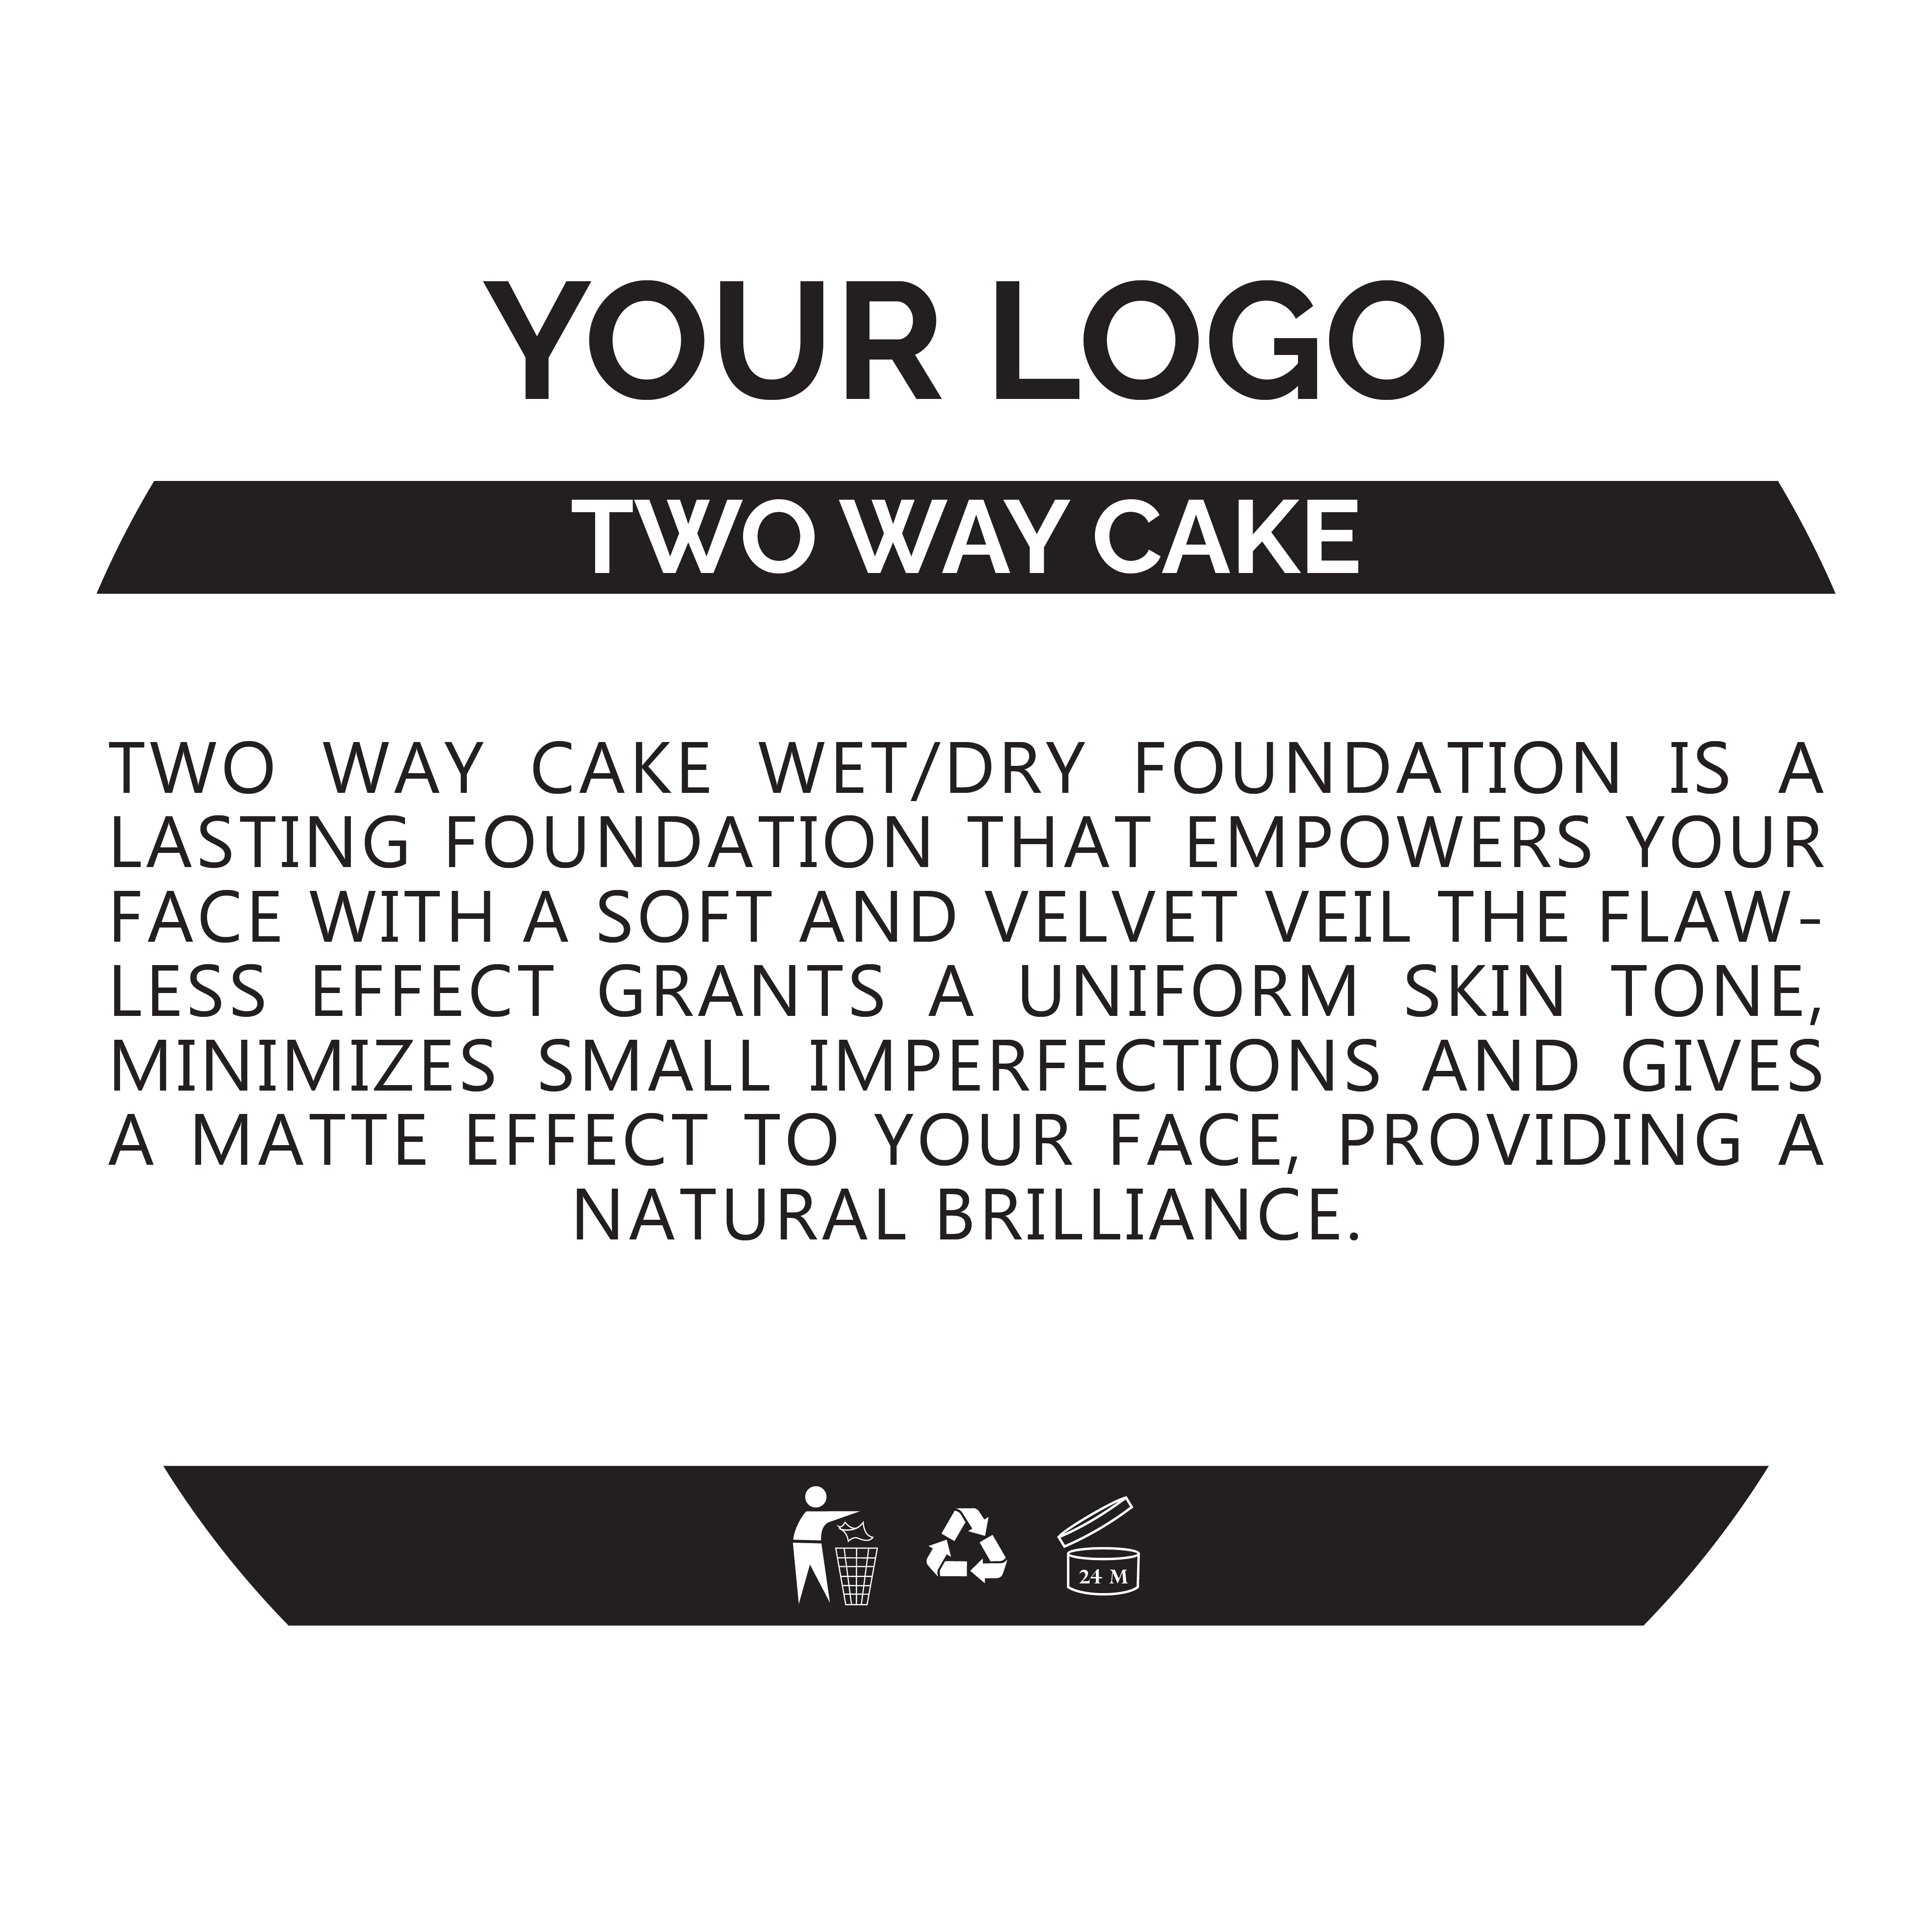 YOUR LOGO
TWO WAY CAKE
TWO WAY CAKE WET/DRY FOUNDATION IS A
LASTING FOUNDATION THAT EMPOWERS YOUR
FACE WITH A SOFT AND VELVET VEIL THE FLAW-
LESS EFFECT GRANTS A UNIFORM SKIN TONE,
MINIMIZES SMALL IMPERFECTIONS AND GIVES
A MATTE EFFECT TO YOUR FACE, PROVIDING A
NATURAL BRILLIANCE.
24 M